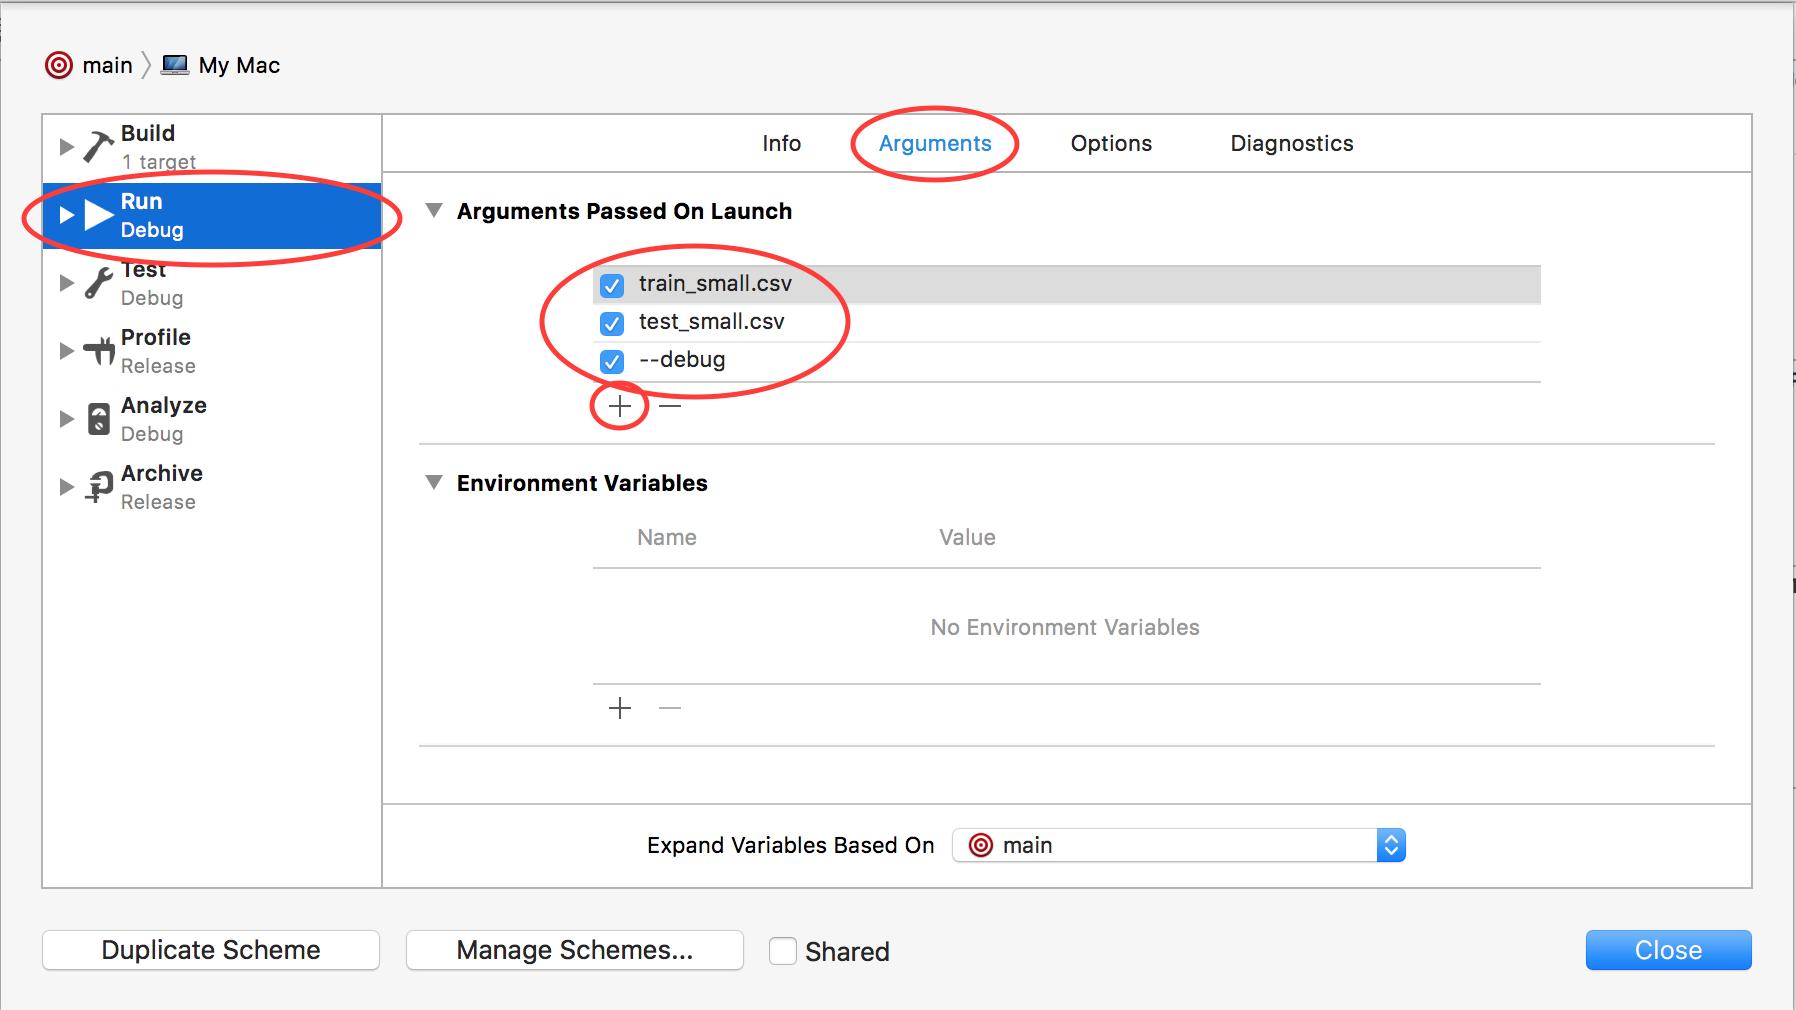 main My Mac
Build
1 target
Run
Debug
Test
Debug
Profile
Release
Analyze
Debug
Archive
Release
Info Arguments Options Diagnostics
Arguments Passed On Launch
train_small.csv
test_small.csv
--debug
Environment Variables
Name Value
No Environment Variables
Expand Variables Based On main
Duplicate Scheme Manage Schemes... Shared Close